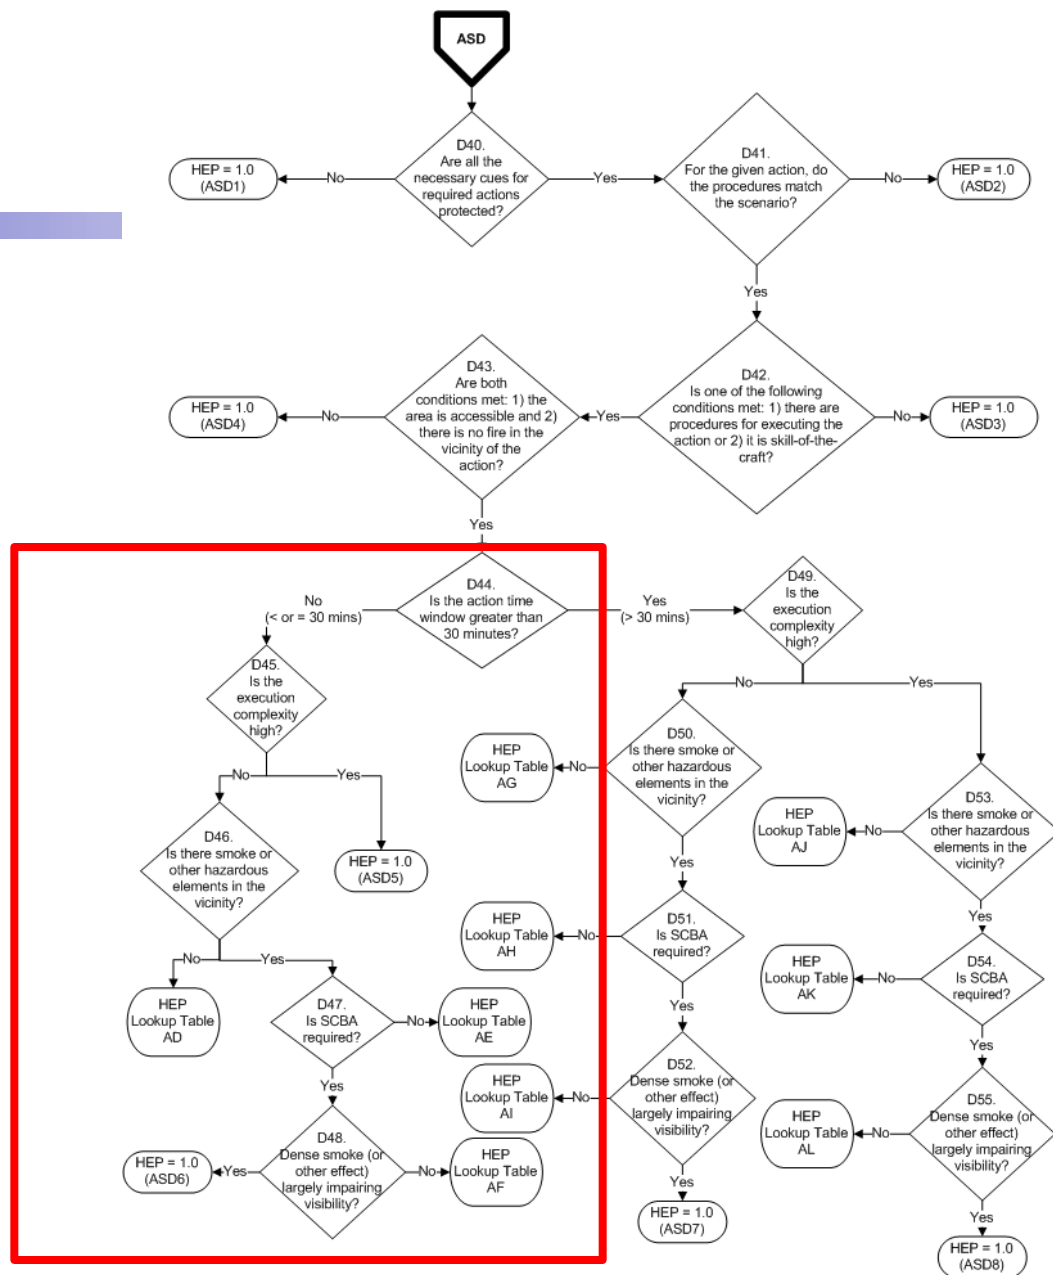 ASD
D40.
Are all the
necessary cues for
required actions
protected?
No
HEP = 1.0
(ASD1)
Yes
D41.
For the given action, do
the procedures match
the scenario?
No
HEP = 1.0
(ASD2)
Yes
D42.
Is one of the following
conditions met: 1) there are
procedures for executing the
action or 2) it is skill-of-the-
craft?
No
HEP = 1.0
(ASD3)
Yes
D43.
Are both
conditions met: 1) the
area is accessible and 2)
there is no fire in the
vicinity of the
action?
No
HEP = 1.0
(ASD4)
Yes
D44.
Is the action time
window greater than
30 minutes?
No
(< or = 30 mins)
Yes
(> 30 mins)
D45.
Is the
execution
complexity
high?
No
Yes
HEP = 1.0
(ASD5)
D46.
Is there smoke or
other hazardous
elements in the
vicinity?
No
Yes
HEP
Lookup Table
AD
D47.
Is SCBA
required?
No
HEP
Lookup Table
AE
Yes
D48.
Dense smoke (or
other effect)
largely impairing
visibility?
Yes
HEP = 1.0
(ASD6)
No
HEP
Lookup Table
AF
D49.
Is the
execution
complexity
high?
No
Yes
D50.
Is there smoke or
other hazardous
elements in the
vicinity?
No
HEP
Lookup Table
AG
Yes
D51.
Is SCBA
required?
No
HEP
Lookup Table
AH
Yes
D52.
Dense smoke (or
other effect)
largely impairing
visibility?
No
HEP
Lookup Table
AI
Yes
HEP = 1.0
(ASD7)
D53.
Is there smoke or
other hazardous
elements in the
vicinity?
No
HEP
Lookup Table
AJ
Yes
D54.
Is SCBA
required?
No
HEP
Lookup Table
AK
Yes
D55.
Dense smoke (or
other effect)
largely impairing
visibility?
No
HEP
Lookup Table
AL
Yes
HEP = 1.0
(ASD8)